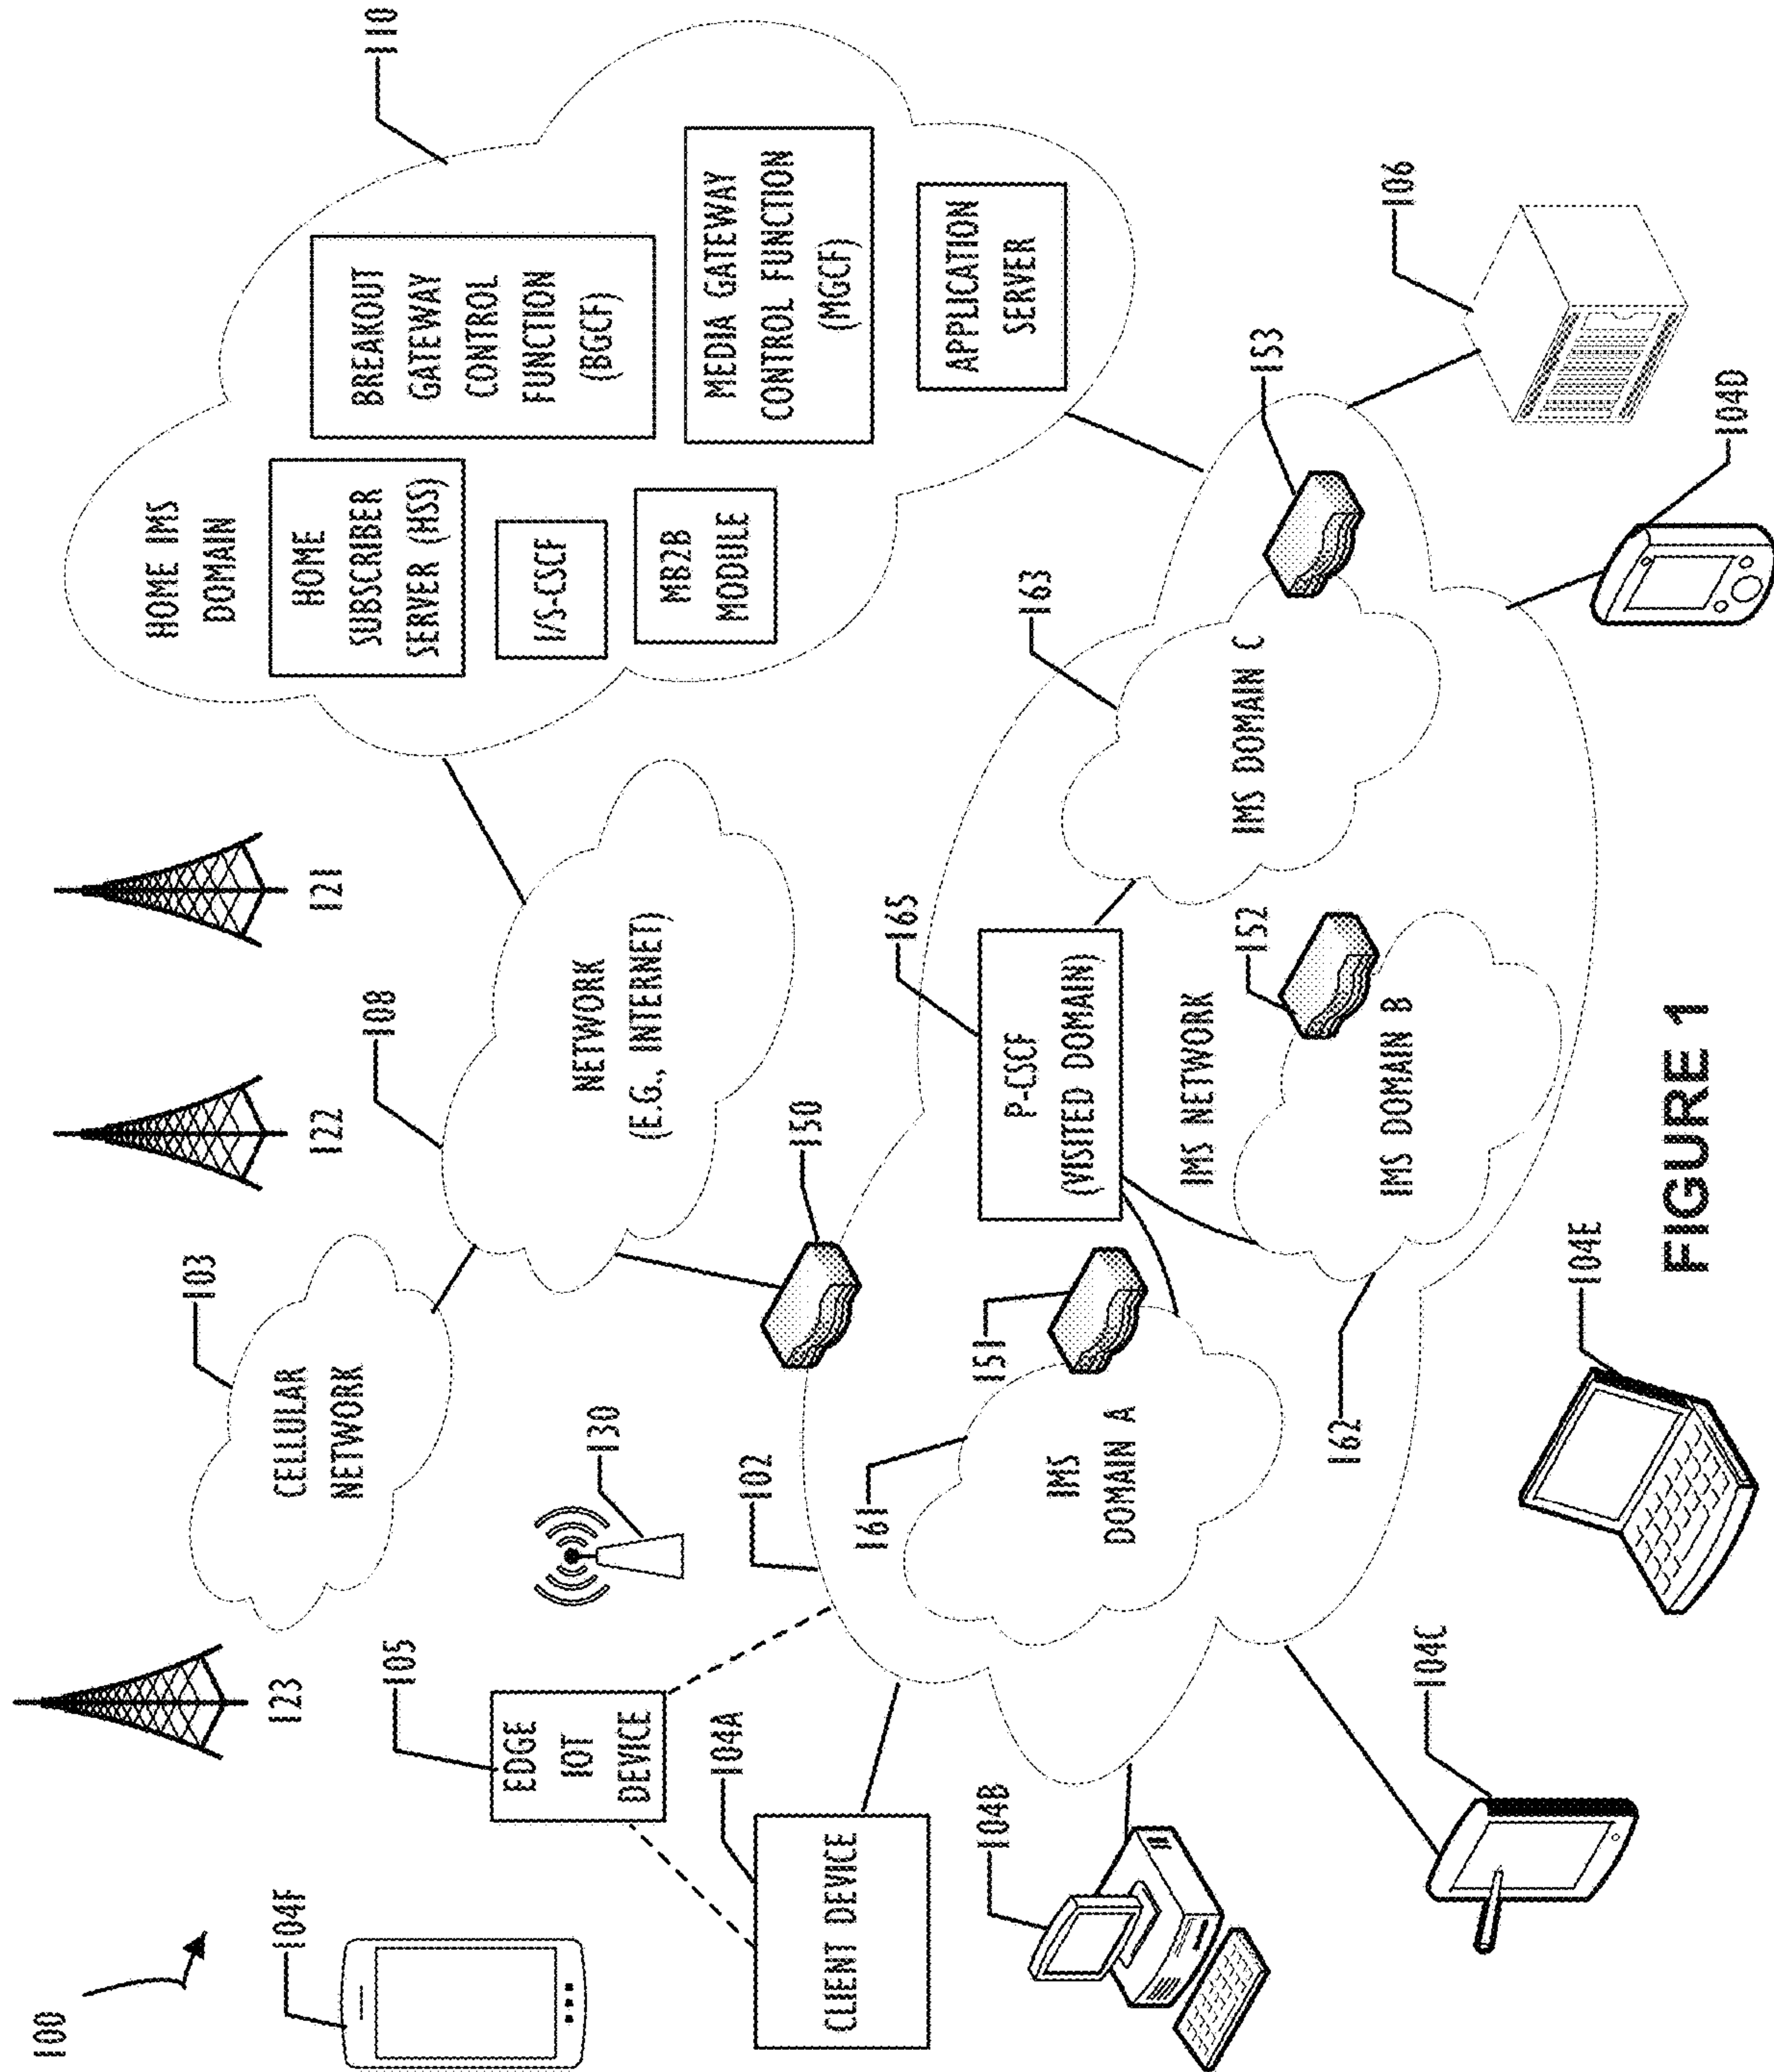 100
104F
123
122
121
110
103
CELLULAR
NETWORK
108
NETWORK
(E.G., INTERNET)
HOME IMS
DOMAIN
HOME
SUBSCRIBER
SERVER (HSS)
I/S-CSCF
MB2B
MODULE
BREAKOUT
GATEWAY
CONTROL
FUNCTION
(BGCF)
MEDIA GATEWAY
CONTROL FUNCTION
(MGCF)
APPLICATION
SERVER
105
EDGE
IOT
DEVICE
130
104A
CLIENT DEVICE
102
150
165
P-CSCF
(VISITED DOMAIN)
IMS NETWORK
161
151
IMS
DOMAIN A
152
IMS DOMAIN B
162
163
IMS DOMAIN C
153
106
104B
104C
104E
104D
FIGURE 1